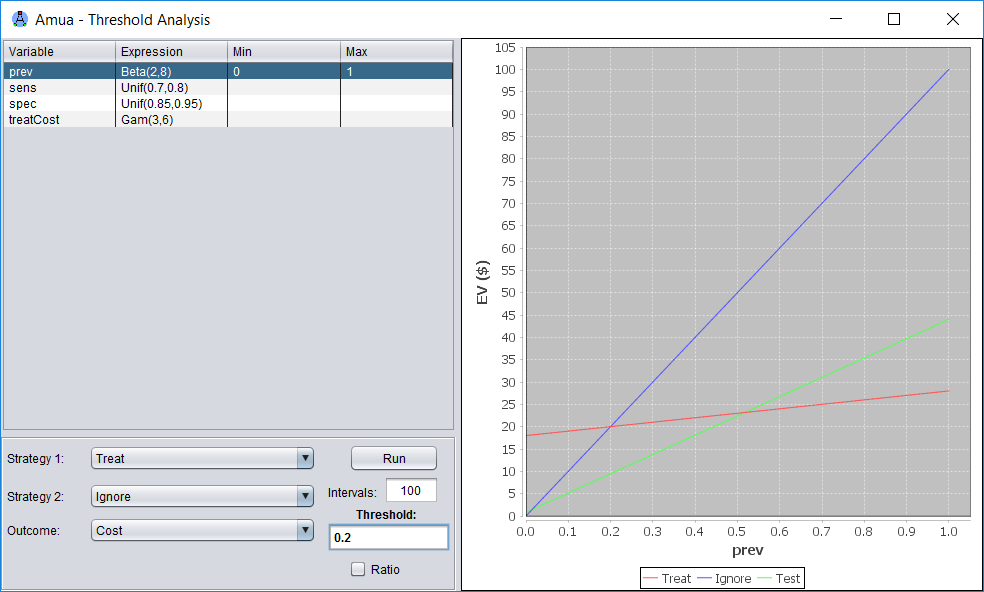 Amua - Threshold Analysis
Variable Expression Min Max
prev Beta(2,8) 0 1
sens Unif(0.7,0.8)
spec Unif(0.85,0.95)
treatCost Gam(3,6)
Strategy 1: Treat Run
Strategy 2: Ignore Intervals: 100
Outcome: Cost Threshold:
0.2
Ratio
105
100
95
90
85
80
75
70
65
60
55
50
45
40
35
30
25
20
15
10
5
0
EV ($)
0.0 0.1 0.2 0.3 0.4 0.5 0.6 0.7 0.8 0.9 1.0
prev
Treat Ignore Test